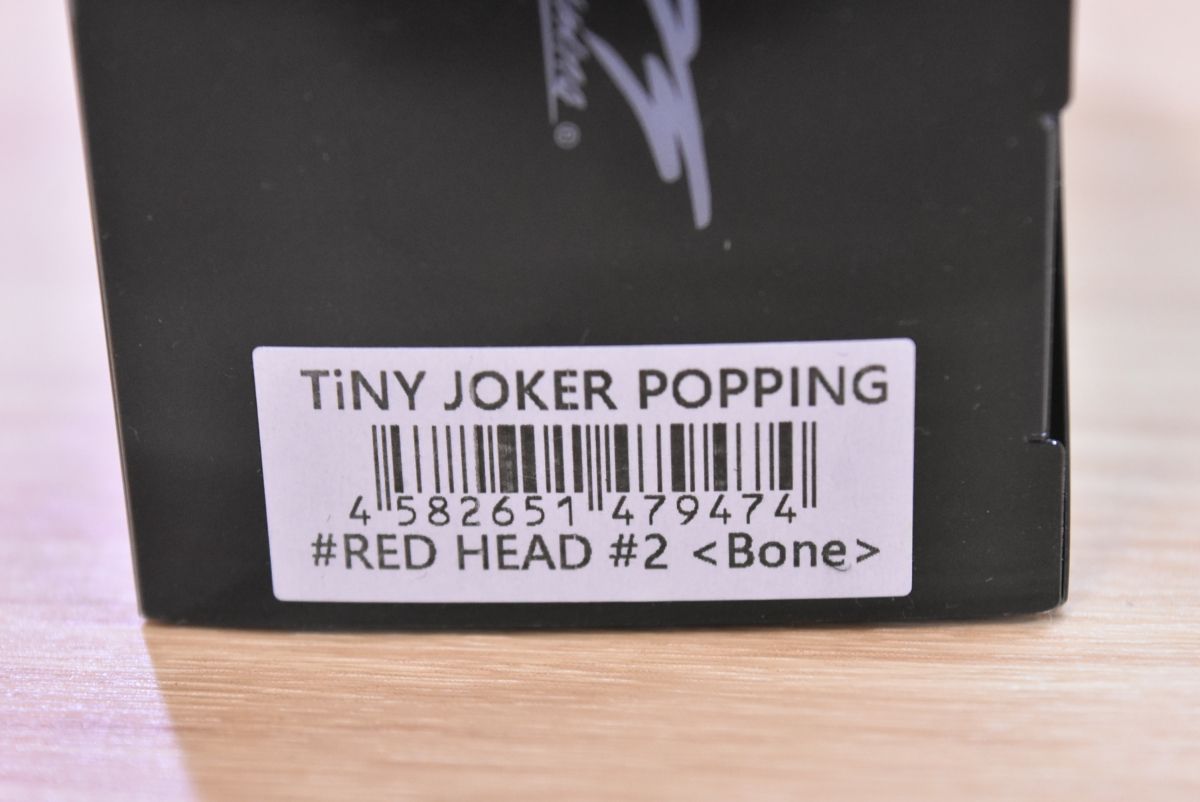 TiNY JOKER POPPING
4 582651 479474
#RED HEAD #2 <Bone>
®